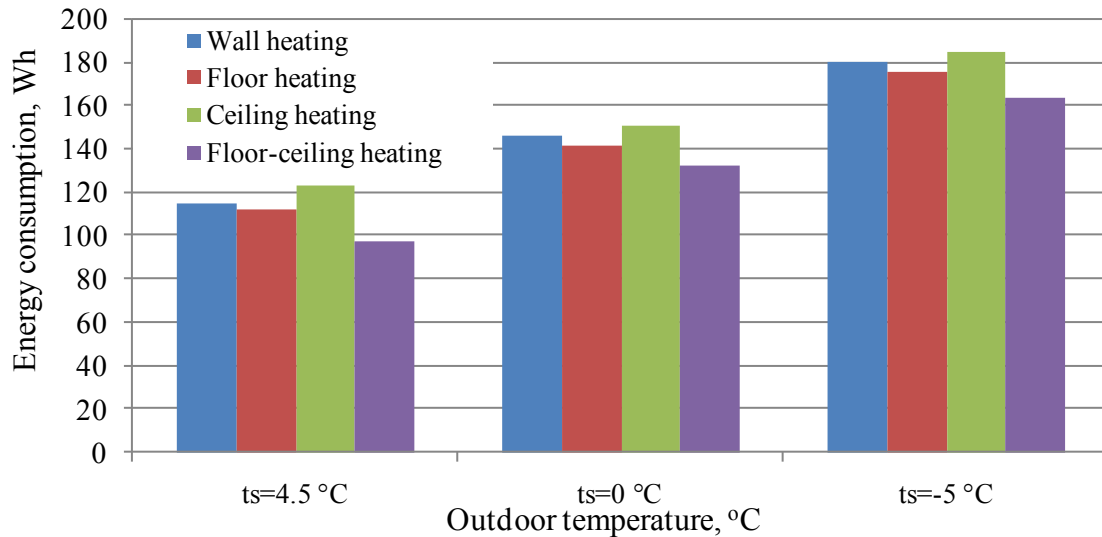 Energy consumption, Wh
200
180
160
140
120
100
80
60
40
20
0
Wall heating
Floor heating
Ceiling heating
Floor-ceiling heating
ts=4.5 °C
ts=0 °C
ts=-5 °C
Outdoor temperature, °C